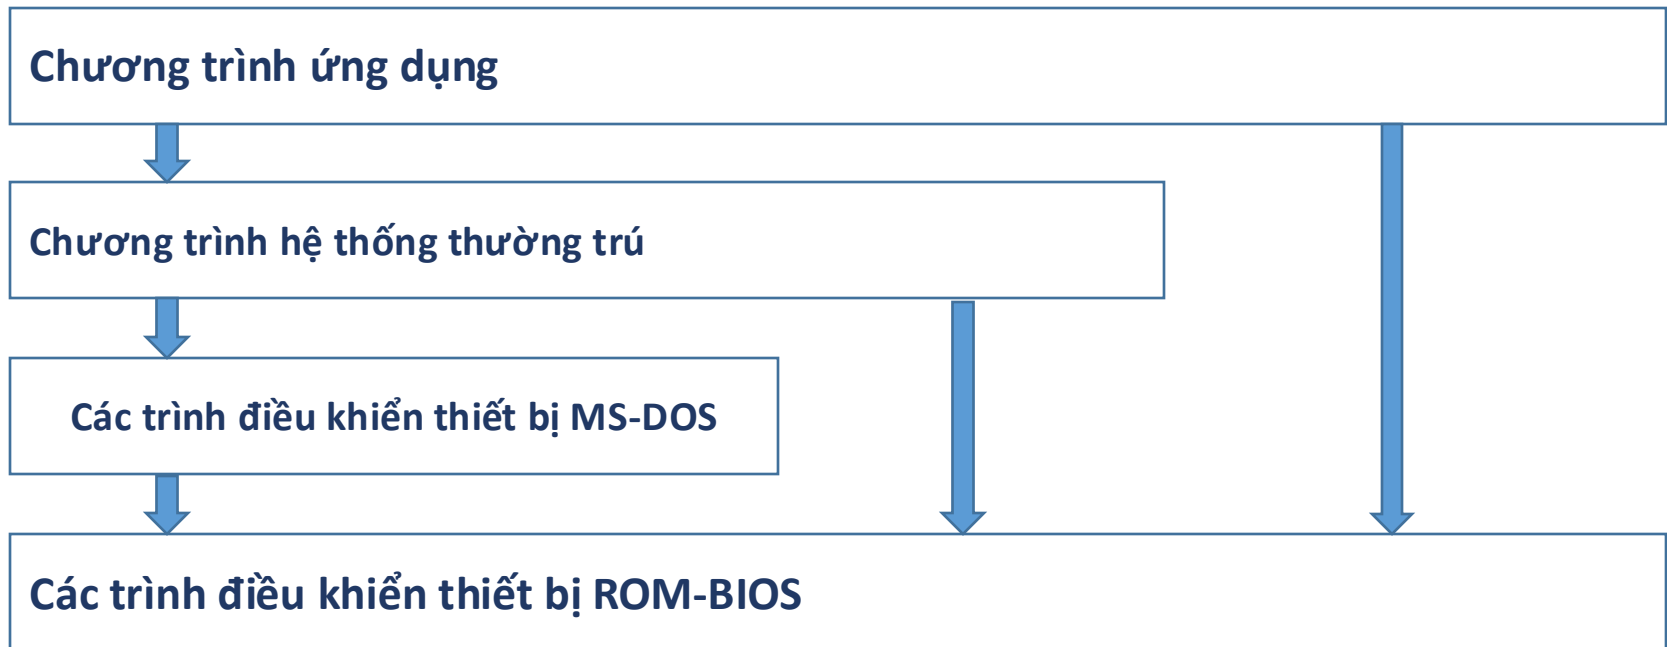 Chương trình ứng dụng
Chương trình hệ thống thường trú
Các trình điều khiển thiết bị MS-DOS
Các trình điều khiển thiết bị ROM-BIOS